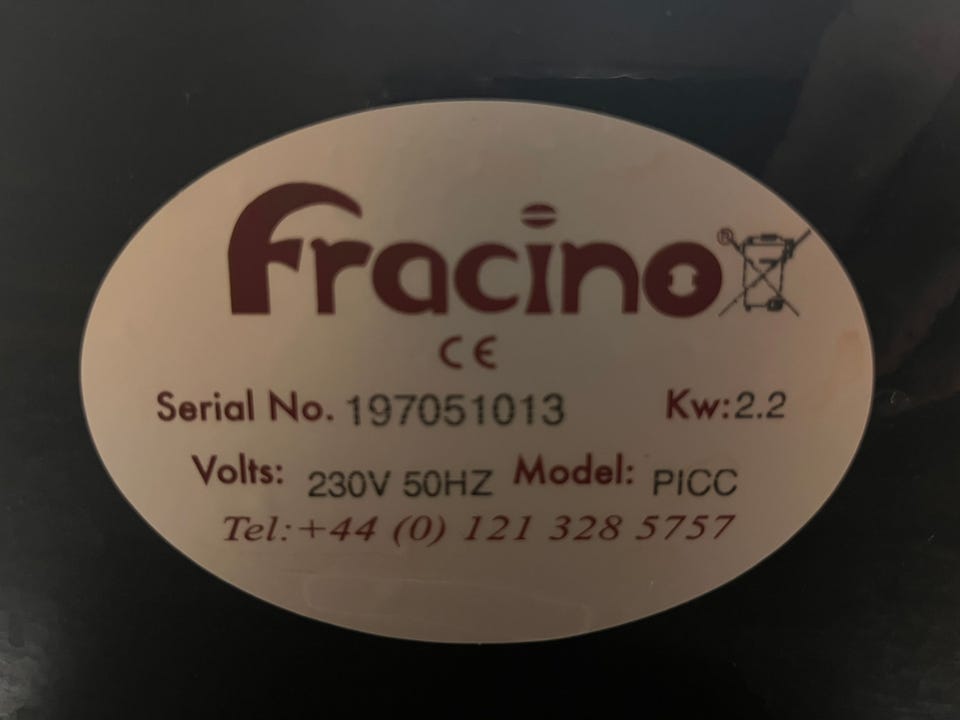 Fracino®
CE
Serial No. 197051013 Kw:2.2
Volts: 230V 50HZ Model: PICC
Tel:+44 (0) 121 328 5757